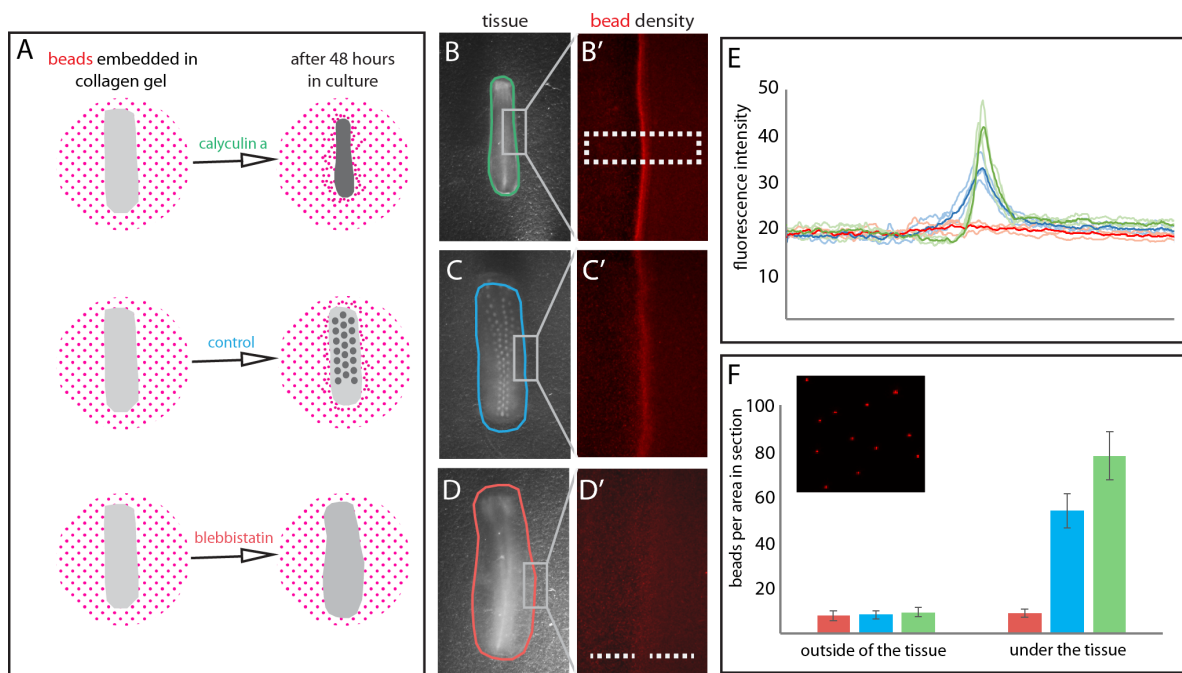 A
beads embedded in
collagen gel
after 48 hours
in culture
calyculin a
control
blebbistatin
tissue
bead density
B
B′
C
C′
D
D′
E
fluorescence intensity
50
40
30
20
10
F
beads per area in section
100
80
60
40
20
outside of the tissue
under the tissue